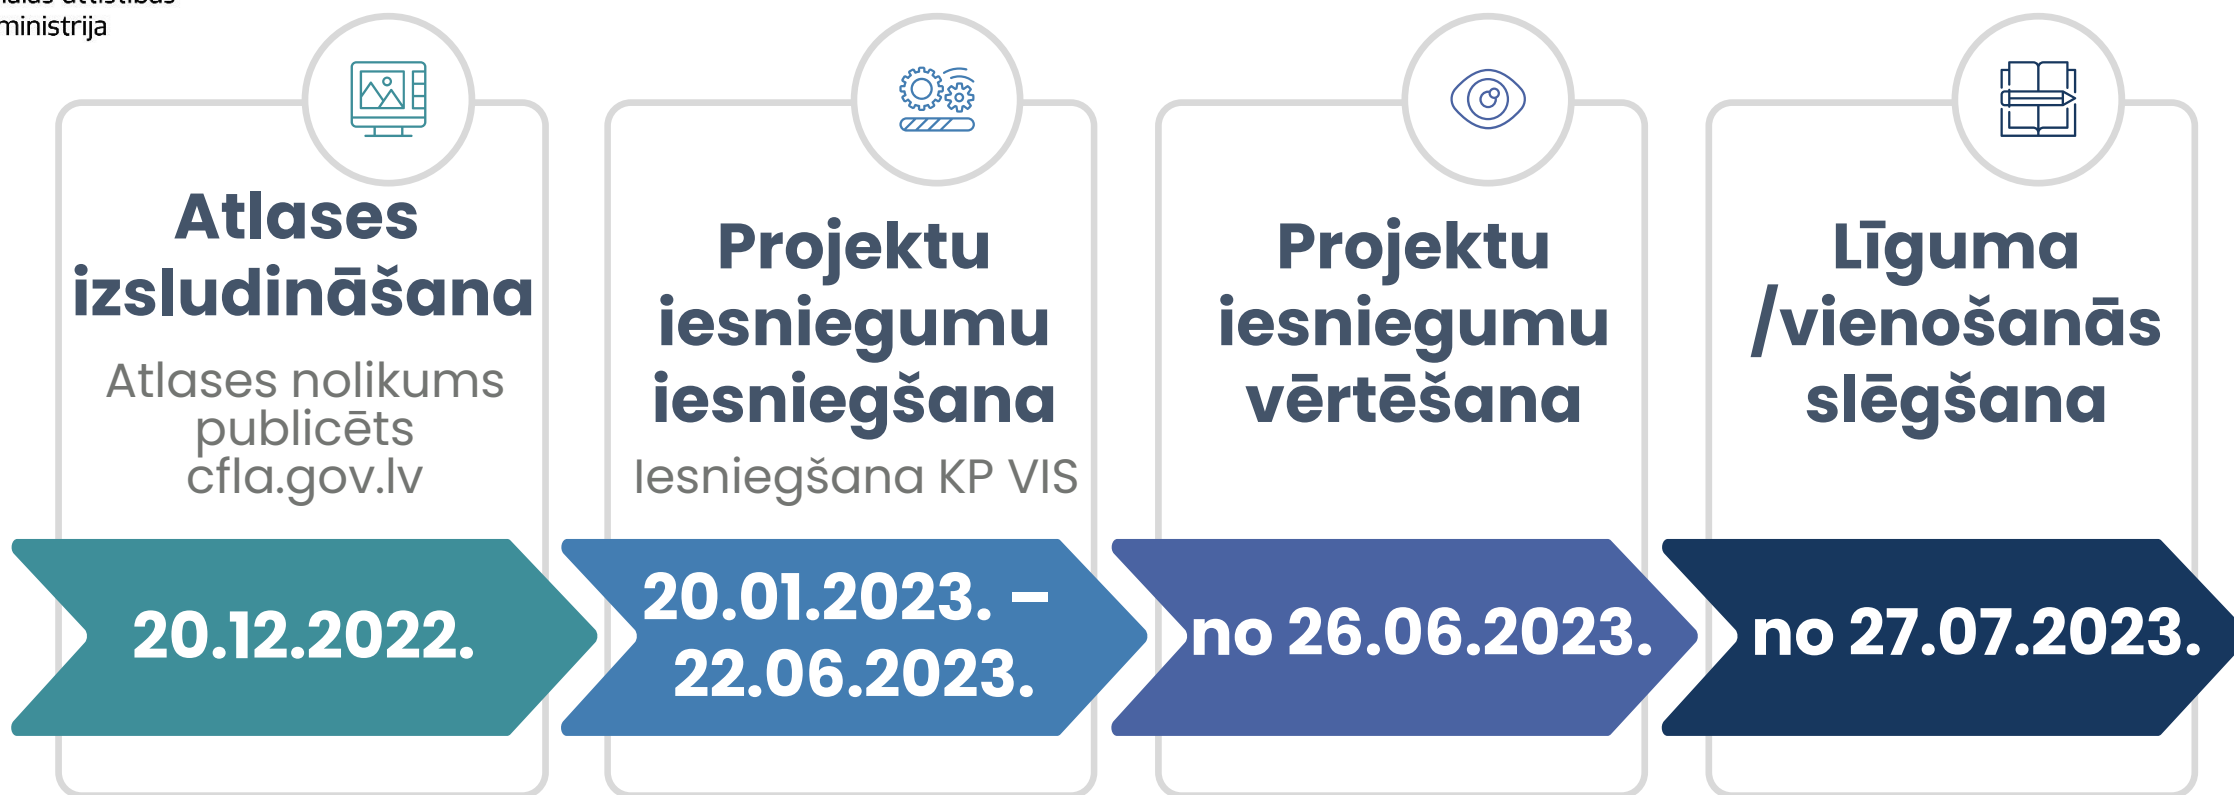 ministrija
Atlases
izsludināšana
Atlases nolikums
publicēts
cfla.gov.lv
20.12.2022.
Projektu
iesniegumu
iesniegšana
Iesniegšana KP VIS
20.01.2023. –
22.06.2023.
Projektu
iesniegumu
vērtēšana
no 26.06.2023.
Līguma
/vienošanās
slēgšana
no 27.07.2023.